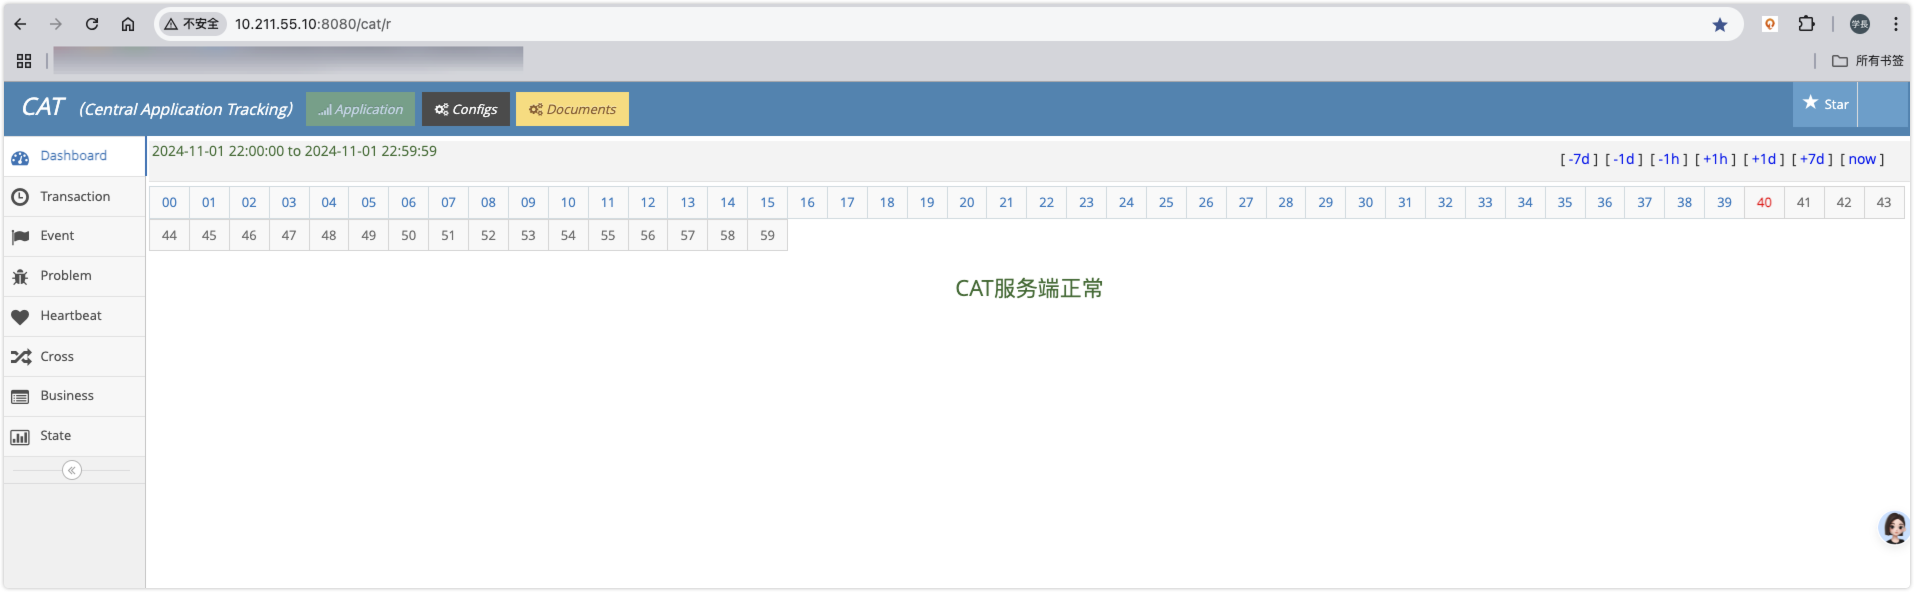 不安全 10.211.55.10:8080/cat/r 学長
所有书签
CAT (Central Application Tracking) Application Configs Documents Star
Dashboard
Transaction
Event
Problem
Heartbeat
Cross
Business
State
2024-11-01 22:00:00 to 2024-11-01 22:59:59 [ -7d ] [ -1d ] [ -1h ] [ +1h ] [ +1d ] [ +7d ] [ now ]
00 01 02 03 04 05 06 07 08 09 10 11 12 13 14 15 16 17 18 19 20 21 22 23 24 25 26 27 28 29 30 31 32 33 34 35 36 37 38 39 40 41 42 43
44 45 46 47 48 49 50 51 52 53 54 55 56 57 58 59
CAT服务端正常